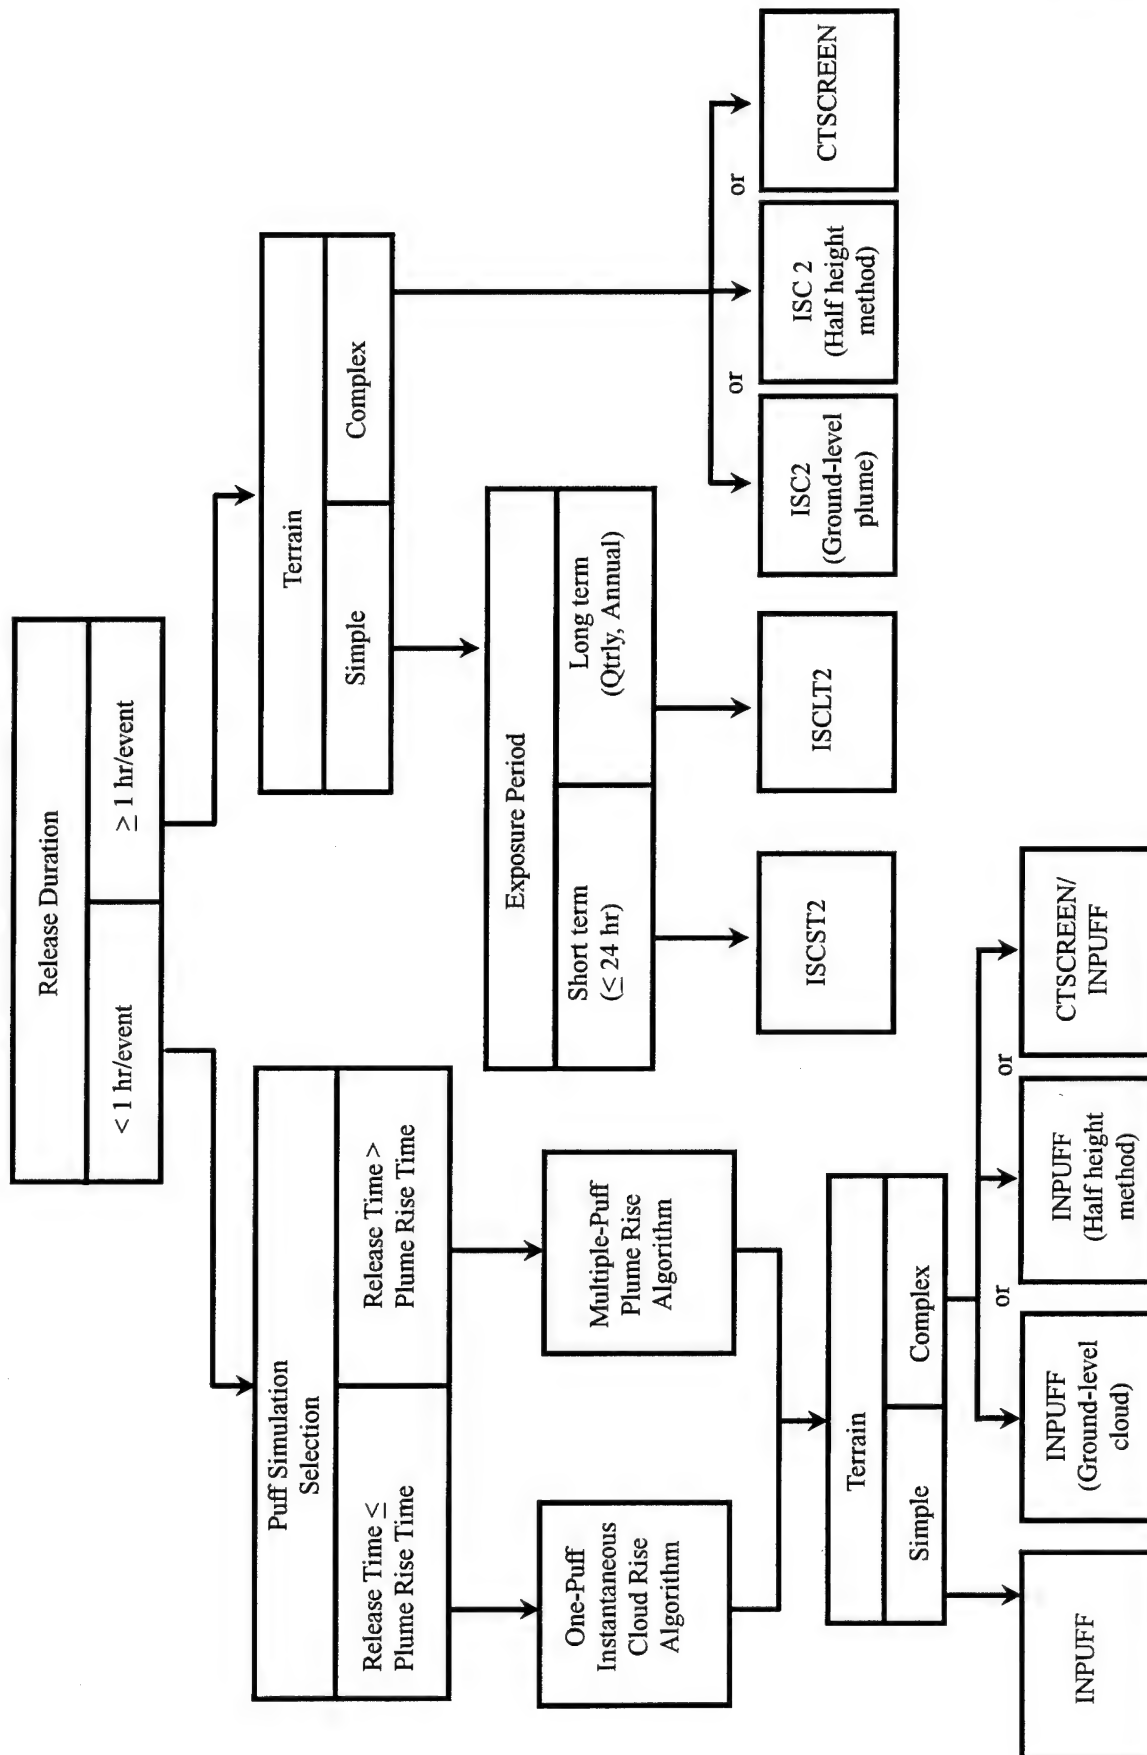 Release Duration
< 1 hr/event
≥ 1 hr/event
Puff Simulation
Selection
Release Time ≤
Plume Rise Time
Release Time >
Plume Rise Time
One-Puff
Instantaneous
Cloud Rise
Algorithm
Multiple-Puff
Plume Rise
Algorithm
Terrain
Simple
Complex
INPUFF
INPUFF
(Ground-level
cloud)
or
INPUFF
(Half height
method)
or
CTSCREEN/
INPUFF
Terrain
Simple
Complex
Exposure Period
Short term
(≤ 24 hr)
Long term
(Qtrly, Annual)
ISCST2
ISCLT2
ISC2
(Ground-level
plume)
or
ISC 2
(Half height
method)
or
CTSCREEN